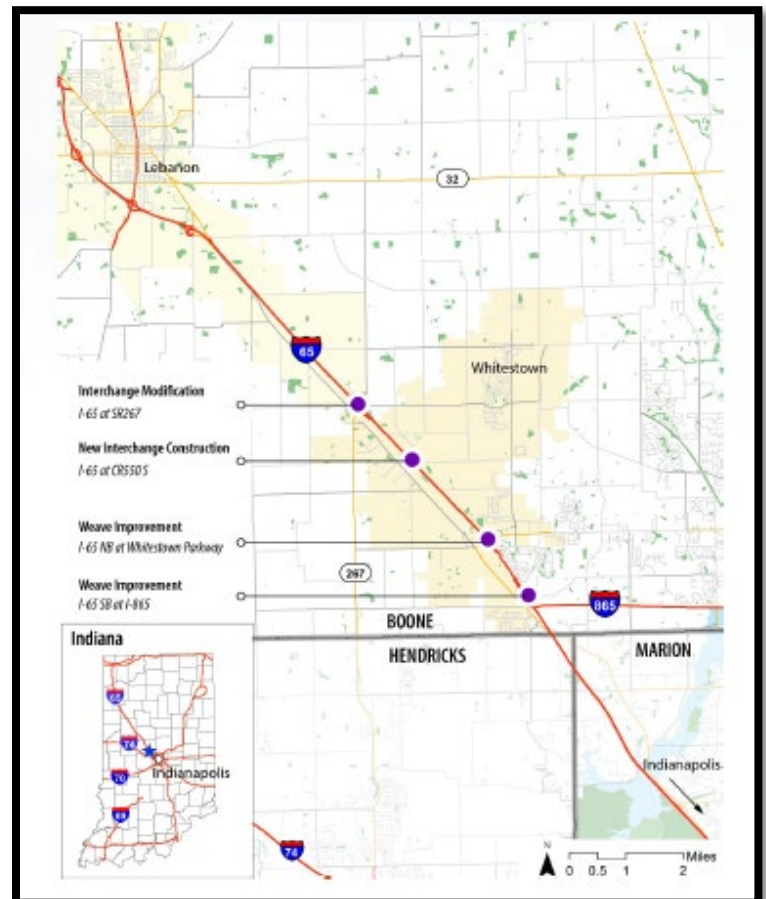 Lebanon
32
65
Whitestown
Interchange Modification
I-65 at SR267
New Interchange Construction
I-65 at CR550 S
Weave Improvement
I-65 NB at Whitestown Parkway
267
Weave Improvement
I-65 SB at I-865
865
BOONE
HENDRICKS
MARION
Indiana
65
74
70
69
Indianapolis
Indianapolis
74
N
0 0.5 1 2
Miles